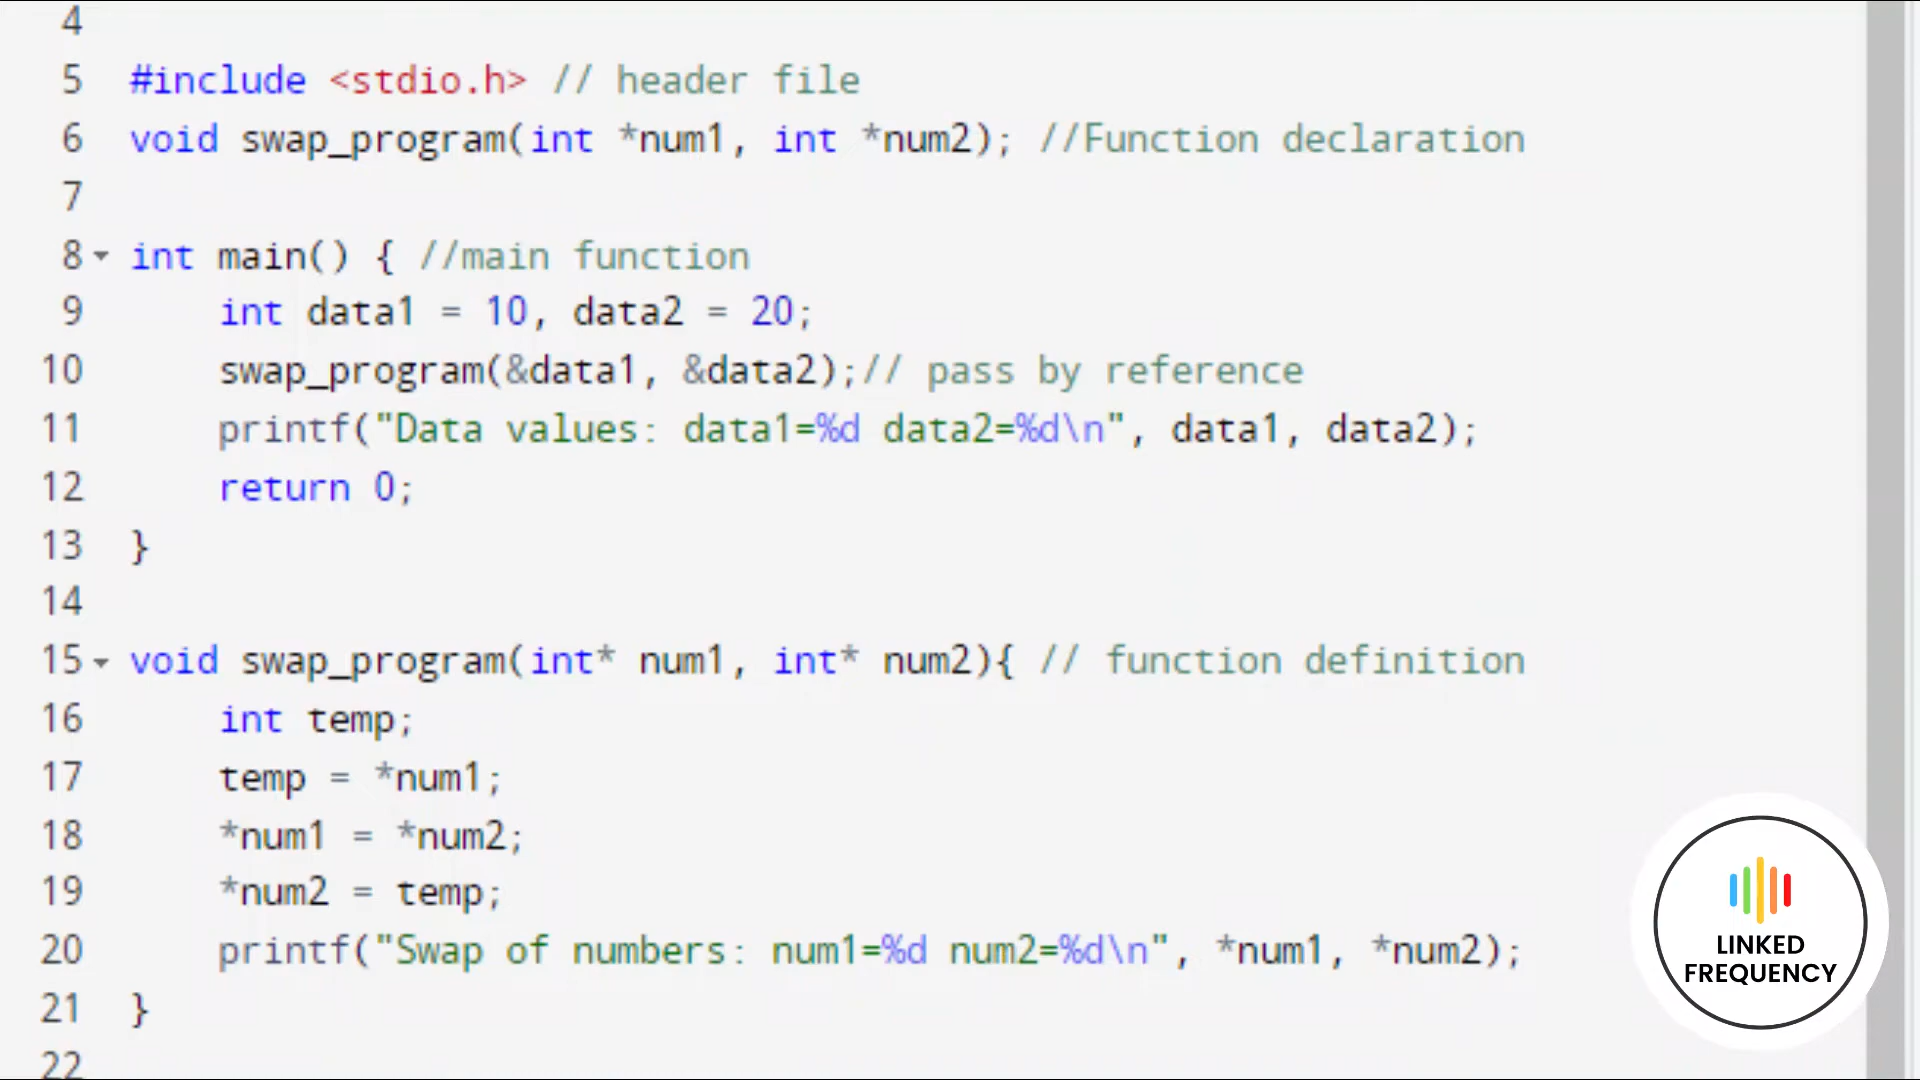 4
5 #include <stdio.h> // header file
6 void swap_program(int *num1, int *num2); //Function declaration
7
8 int main() { //main function
9     int data1 = 10, data2 = 20;
10     swap_program(&data1, &data2);// pass by reference
11     printf("Data values: data1=%d data2=%d\n", data1, data2);
12     return 0;
13 }
14
15 void swap_program(int* num1, int* num2){ // function definition
16     int temp;
17     temp = *num1;
18     *num1 = *num2;
19     *num2 = temp;
20     printf("Swap of numbers: num1=%d num2=%d\n", *num1, *num2);
21 }
22
LINKED
FREQUENCY